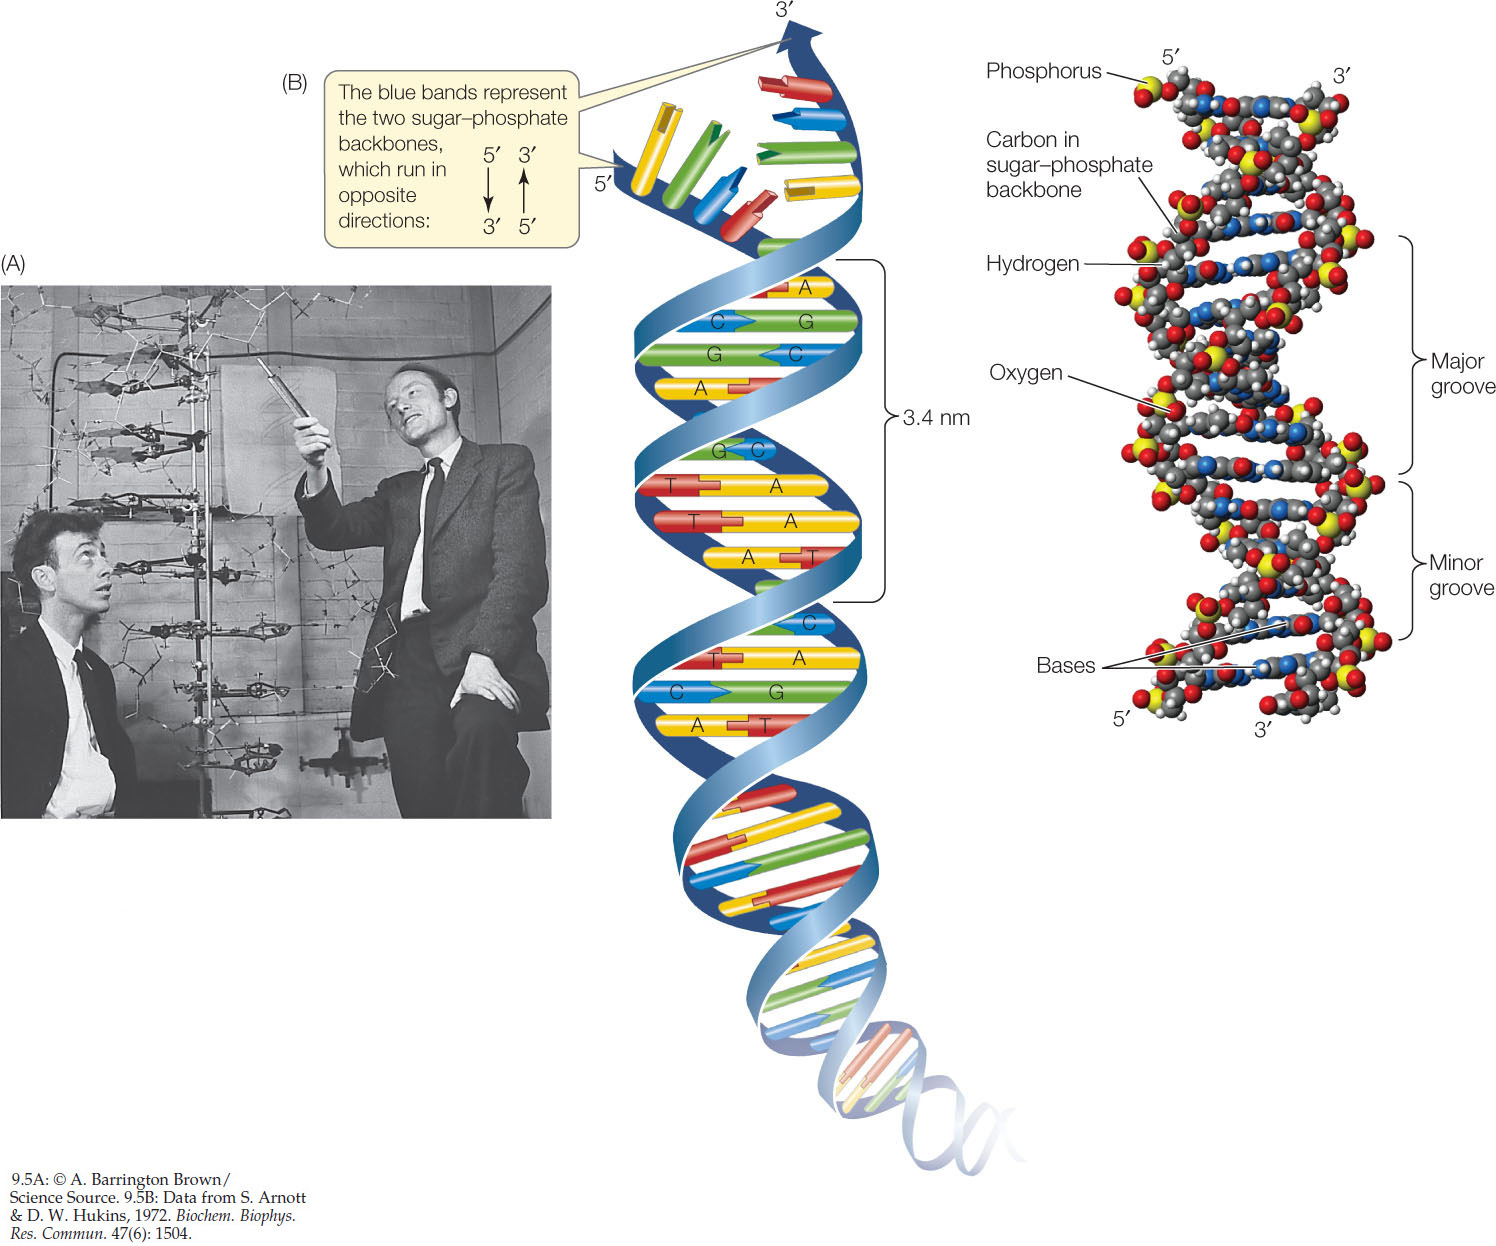 3′
(B)
The blue bands represent
the two sugar–phosphate
backbones,
which run in
opposite
directions:
5′ 3′
3′ 5′
5′
(A)
A
C G
G C
A
G C
T A
T A
A T
C
T A
C G
A T
3.4 nm
5′
3′
Phosphorus
Carbon in
sugar–phosphate
backbone
Hydrogen
Oxygen
Major
groove
Minor
groove
Bases
5′
3′
9.5A: © A. Barrington Brown/
Science Source. 9.5B: Data from S. Arnott
& D. W. Hukins, 1972. Biochem. Biophys.
Res. Commun. 47(6): 1504.